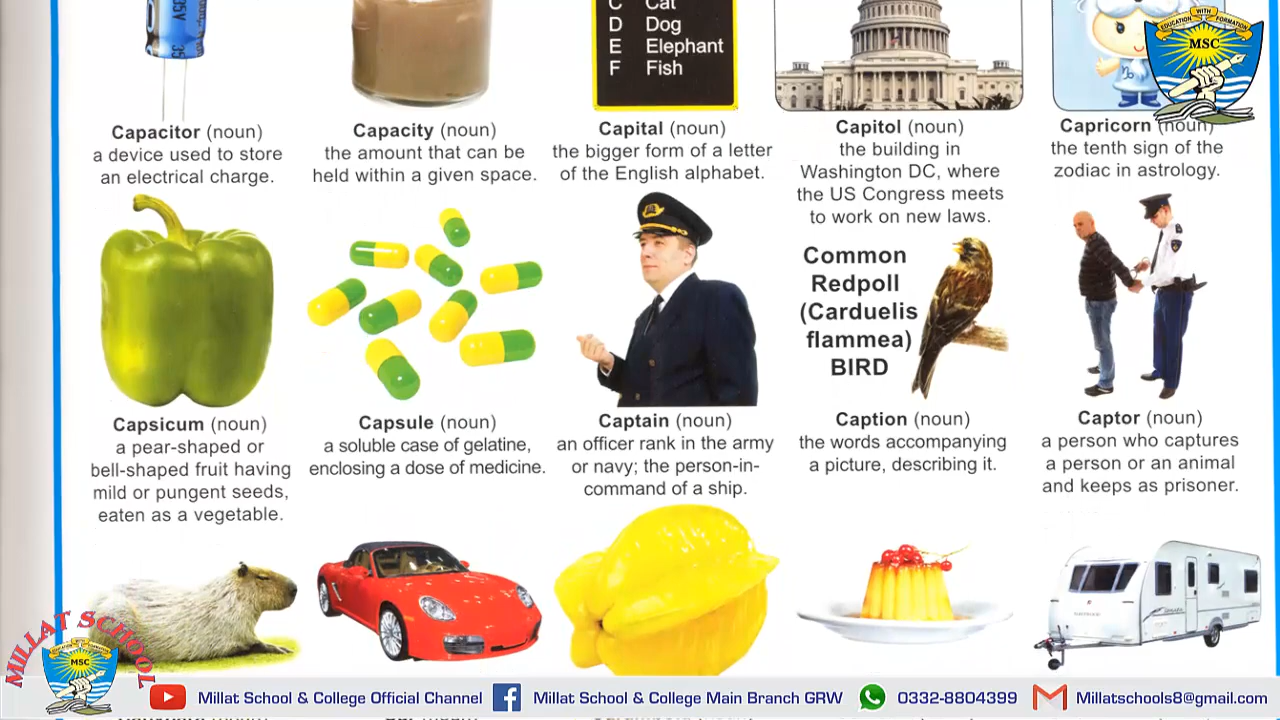 35V
35
C Cat
D Dog
E Elephant
F Fish
EDUCATION WITH FORMATION
MSC
Capacitor (noun)
a device used to store
an electrical charge.
Capacity (noun)
the amount that can be
held within a given space.
Capital (noun)
the bigger form of a letter
of the English alphabet.
Capitol (noun)
the building in
Washington DC, where
the US Congress meets
to work on new laws.
Capricorn (noun)
the tenth sign of the
zodiac in astrology.
Common
Redpoll
(Carduelis
flammea)
BIRD
Capsicum (noun)
a pear-shaped or
bell-shaped fruit having
mild or pungent seeds,
eaten as a vegetable.
Capsule (noun)
a soluble case of gelatine,
enclosing a dose of medicine.
Captain (noun)
an officer rank in the army
or navy; the person-in-
command of a ship.
Caption (noun)
the words accompanying
a picture, describing it.
Captor (noun)
a person who captures
a person or an animal
and keeps as prisoner.
MILLAT SCHOOL
MSC
Millat School & College Official Channel
Millat School & College Main Branch GRW
0332-8804399
Millatschools8@gmail.com